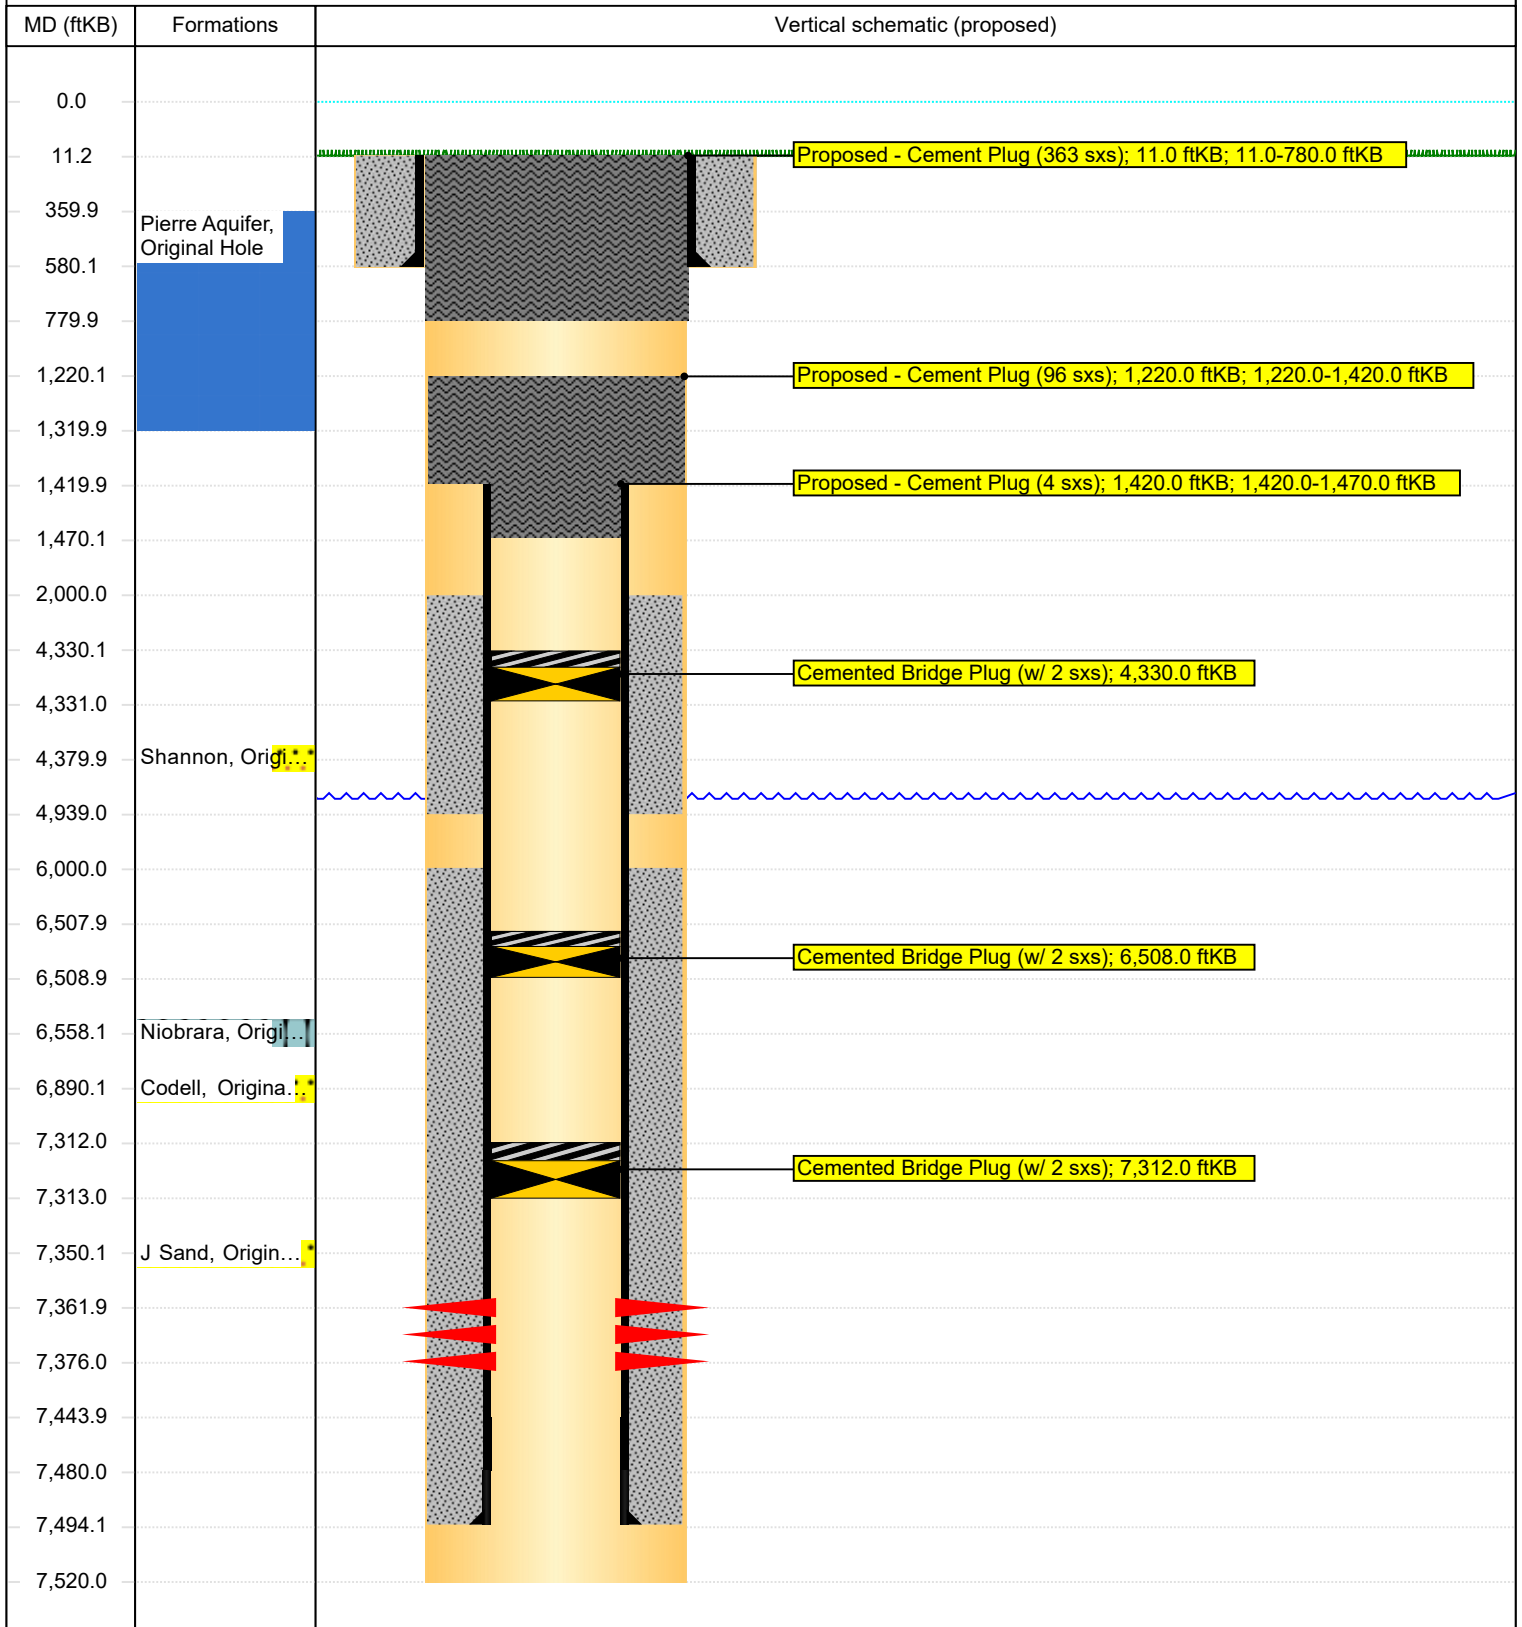 MD (ftKB) Formations Vertical schematic (proposed)
0.0
11.2 Proposed - Cement Plug (363 sxs); 11.0 ftKB; 11.0-780.0 ftKB
359.9
Pierre Aquifer,
Original Hole
580.1
779.9
1,220.1 Proposed - Cement Plug (96 sxs); 1,220.0 ftKB; 1,220.0-1,420.0 ftKB
1,319.9
1,419.9 Proposed - Cement Plug (4 sxs); 1,420.0 ftKB; 1,420.0-1,470.0 ftKB
1,470.1
2,000.0
4,330.1
Cemented Bridge Plug (w/ 2 sxs); 4,330.0 ftKB
4,331.0
4,379.9 Shannon, Origi…
4,939.0
6,000.0
6,507.9
Cemented Bridge Plug (w/ 2 sxs); 6,508.0 ftKB
6,508.9
6,558.1 Niobrara, Origi…
6,890.1 Codell, Origina…
7,312.0
Cemented Bridge Plug (w/ 2 sxs); 7,312.0 ftKB
7,313.0
7,350.1 J Sand, Origin…
7,361.9
7,376.0
7,443.9
7,480.0
7,494.1
7,520.0